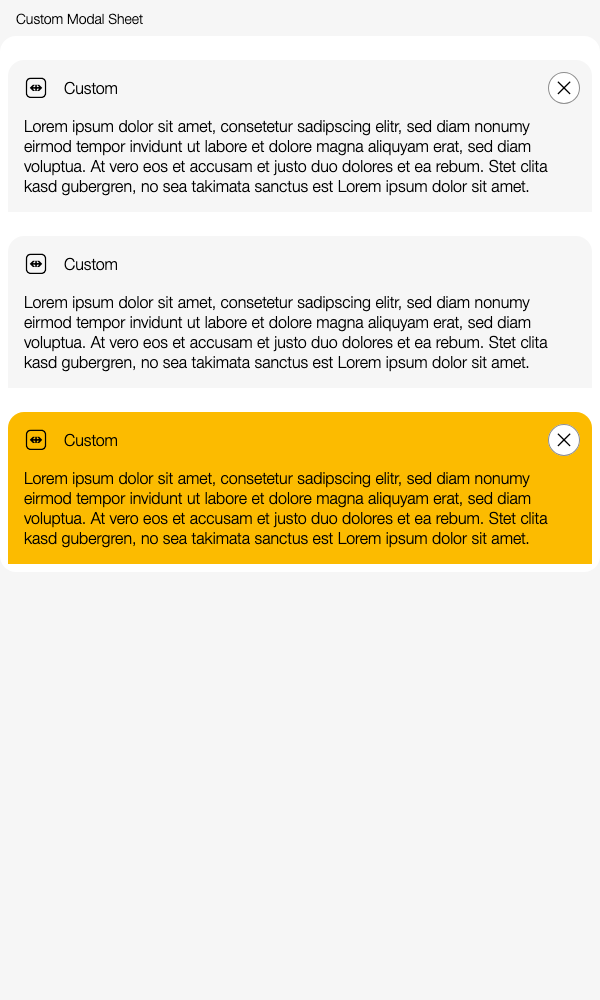 Custom Modal Sheet
Custom
Lorem ipsum dolor sit amet, consetetur sadipscing elitr, sed diam nonumy
eirmod tempor invidunt ut labore et dolore magna aliquyam erat, sed diam
voluptua. At vero eos et accusam et justo duo dolores et ea rebum. Stet clita
kasd gubergren, no sea takimata sanctus est Lorem ipsum dolor sit amet.
Custom
Lorem ipsum dolor sit amet, consetetur sadipscing elitr, sed diam nonumy
eirmod tempor invidunt ut labore et dolore magna aliquyam erat, sed diam
voluptua. At vero eos et accusam et justo duo dolores et ea rebum. Stet clita
kasd gubergren, no sea takimata sanctus est Lorem ipsum dolor sit amet.
Custom
Lorem ipsum dolor sit amet, consetetur sadipscing elitr, sed diam nonumy
eirmod tempor invidunt ut labore et dolore magna aliquyam erat, sed diam
voluptua. At vero eos et accusam et justo duo dolores et ea rebum. Stet clita
kasd gubergren, no sea takimata sanctus est Lorem ipsum dolor sit amet.